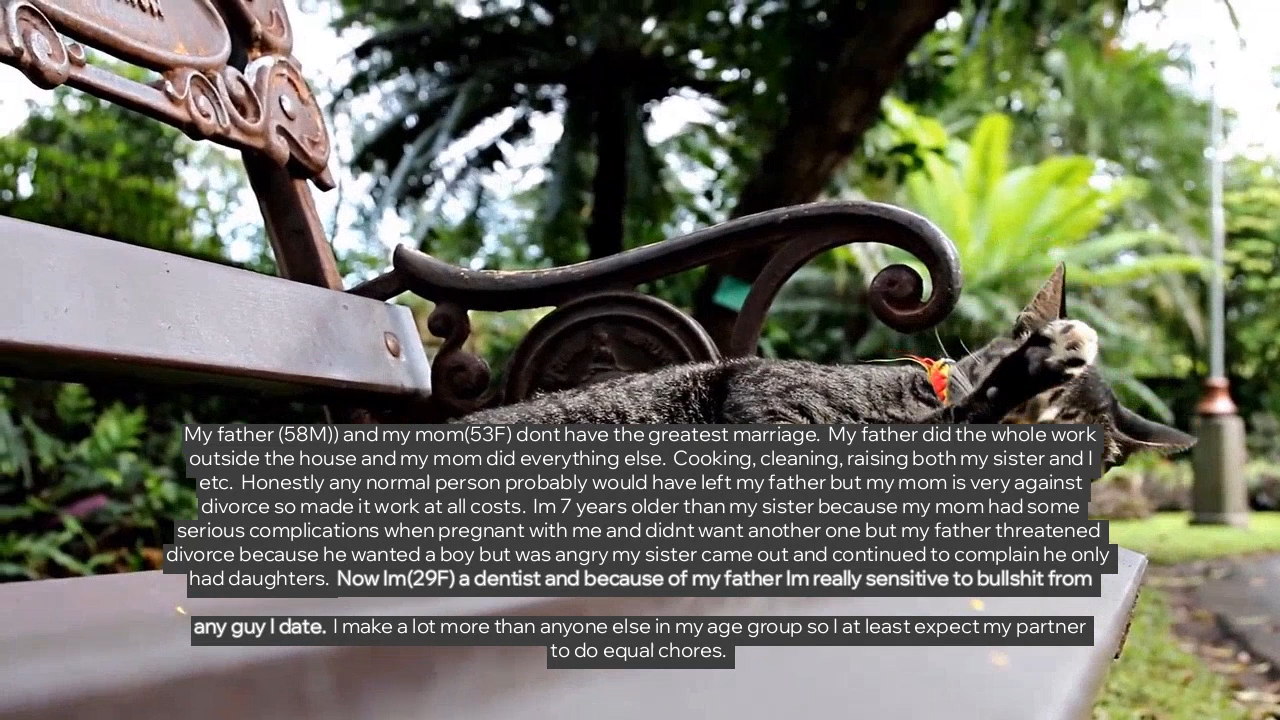 My father (58M)) and my mom(53F) dont have the greatest marriage. My father did the whole work
outside the house and my mom did everything else. Cooking, cleaning, raising both my sister and I
etc. Honestly any normal person probably would have left my father but my mom is very against
divorce so made it work at all costs. Im 7 years older than my sister because my mom had some
serious complications when pregnant with me and didnt want another one but my father threatened
divorce because he wanted a boy but was angry my sister came out and continued to complain he only
had daughters. Now Im(29F) a dentist and because of my father Im really sensitive to bullshit from
any guy I date. I make a lot more than anyone else in my age group so I at least expect my partner
to do equal chores.